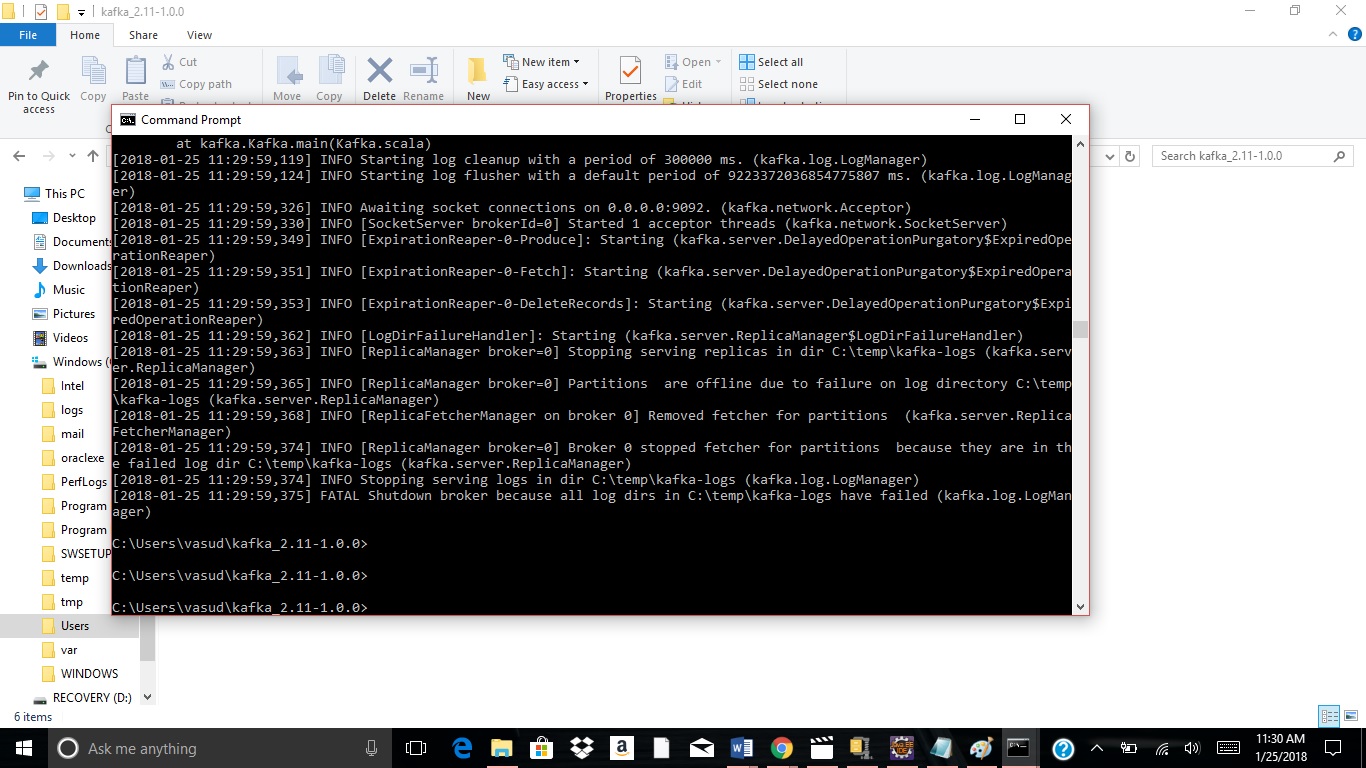 kafka_2.11-1.0.0
File Home Share View
Pin to Quick access
Copy
Paste
Cut
Copy path
Move
Copy
Delete
Rename
New
New item
Easy access
Properties
Open
Edit
Select all
Select none
Search kafka_2.11-1.0.0
This PC
Desktop
Documents
Downloads
Music
Pictures
Videos
Windows (
Intel
logs
mail
oraclexe
PerfLogs
Program
Program
SWSETUP
temp
tmp
Users
var
WINDOWS
RECOVERY (D:)
6 items
Command Prompt
at kafka.Kafka.main(Kafka.scala)
[2018-01-25 11:29:59,119] INFO Starting log cleanup with a period of 300000 ms. (kafka.log.LogManager)
[2018-01-25 11:29:59,124] INFO Starting log flusher with a default period of 9223372036854775807 ms. (kafka.log.LogManag
er)
[2018-01-25 11:29:59,326] INFO Awaiting socket connections on 0.0.0.0:9092. (kafka.network.Acceptor)
[2018-01-25 11:29:59,330] INFO [SocketServer brokerId=0] Started 1 acceptor threads (kafka.network.SocketServer)
[2018-01-25 11:29:59,349] INFO [ExpirationReaper-0-Produce]: Starting (kafka.server.DelayedOperationPurgatory$ExpiredOpe
rationReaper)
[2018-01-25 11:29:59,351] INFO [ExpirationReaper-0-Fetch]: Starting (kafka.server.DelayedOperationPurgatory$ExpiredOpera
tionReaper)
[2018-01-25 11:29:59,353] INFO [ExpirationReaper-0-DeleteRecords]: Starting (kafka.server.DelayedOperationPurgatory$Expi
redOperationReaper)
[2018-01-25 11:29:59,362] INFO [LogDirFailureHandler]: Starting (kafka.server.ReplicaManager$LogDirFailureHandler)
[2018-01-25 11:29:59,363] INFO [ReplicaManager broker=0] Stopping serving replicas in dir C:\temp\kafka-logs (kafka.serv
er.ReplicaManager)
[2018-01-25 11:29:59,365] INFO [ReplicaManager broker=0] Partitions  are offline due to failure on log directory C:\temp
\kafka-logs (kafka.server.ReplicaManager)
[2018-01-25 11:29:59,368] INFO [ReplicaFetcherManager on broker 0] Removed fetcher for partitions  (kafka.server.Replica
FetcherManager)
[2018-01-25 11:29:59,374] INFO [ReplicaManager broker=0] Broker 0 stopped fetcher for partitions  because they are in th
e failed log dir C:\temp\kafka-logs (kafka.server.ReplicaManager)
[2018-01-25 11:29:59,374] INFO Stopping serving logs in dir C:\temp\kafka-logs (kafka.log.LogManager)
[2018-01-25 11:29:59,375] FATAL Shutdown broker because all log dirs in C:\temp\kafka-logs have failed (kafka.log.LogMan
ager)
C:\Users\vasud\kafka_2.11-1.0.0>
C:\Users\vasud\kafka_2.11-1.0.0>
C:\Users\vasud\kafka_2.11-1.0.0>
Ask me anything
11:30 AM
1/25/2018